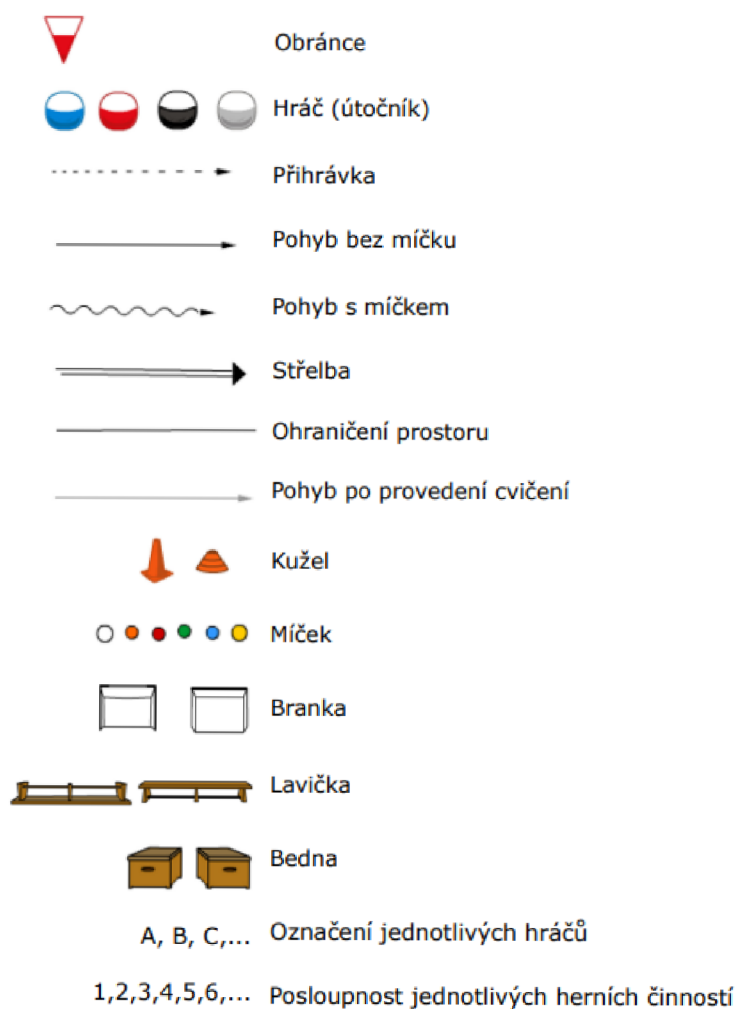 Obránce
Hráč (útočník)
Přihrávka
Pohyb bez míčku
Pohyb s míčkem
Střelba
Ohraničení prostoru
Pohyb po provedení cvičení
Kužel
Míček
Branka
Lavička
Bedna
A, B, C,... Označení jednotlivých hráčů
1,2,3,4,5,6,... Posloupnost jednotlivých herních činností